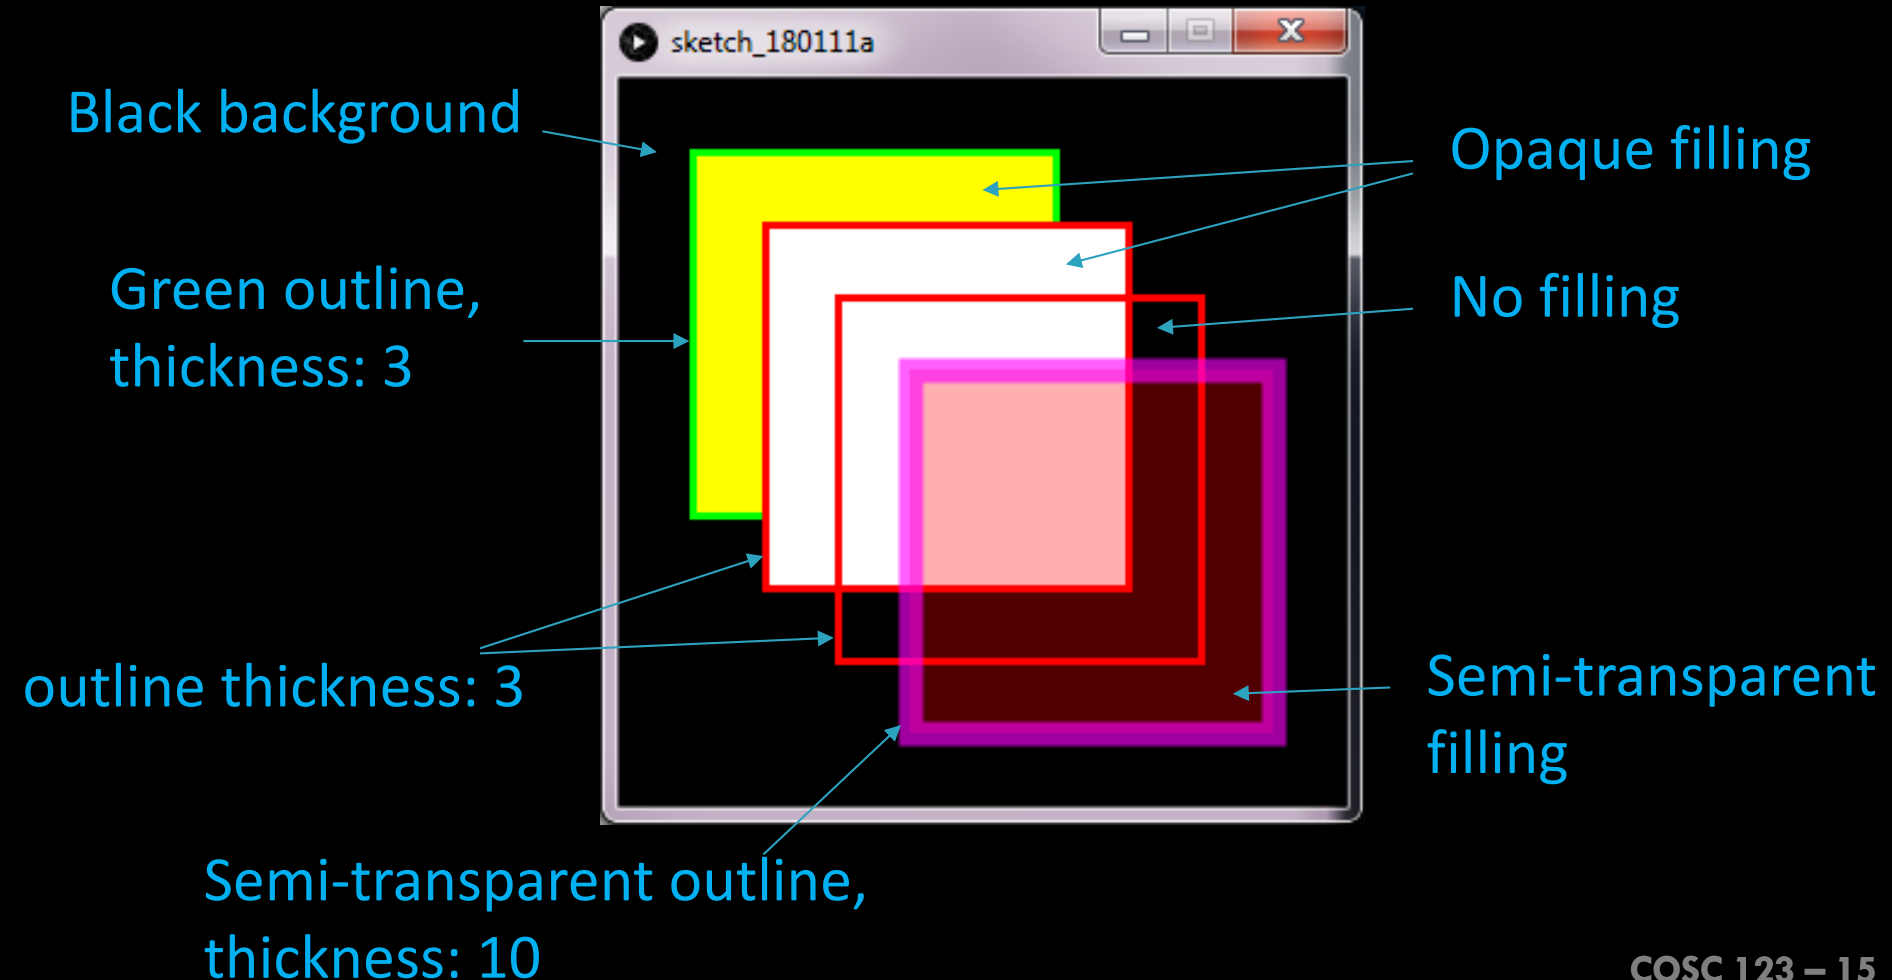 sketch_180111a
Black background
Opaque filling
Green outline,
thickness: 3
No filling
outline thickness: 3
Semi-transparent
filling
Semi-transparent outline,
thickness: 10
COSC 123 – 15